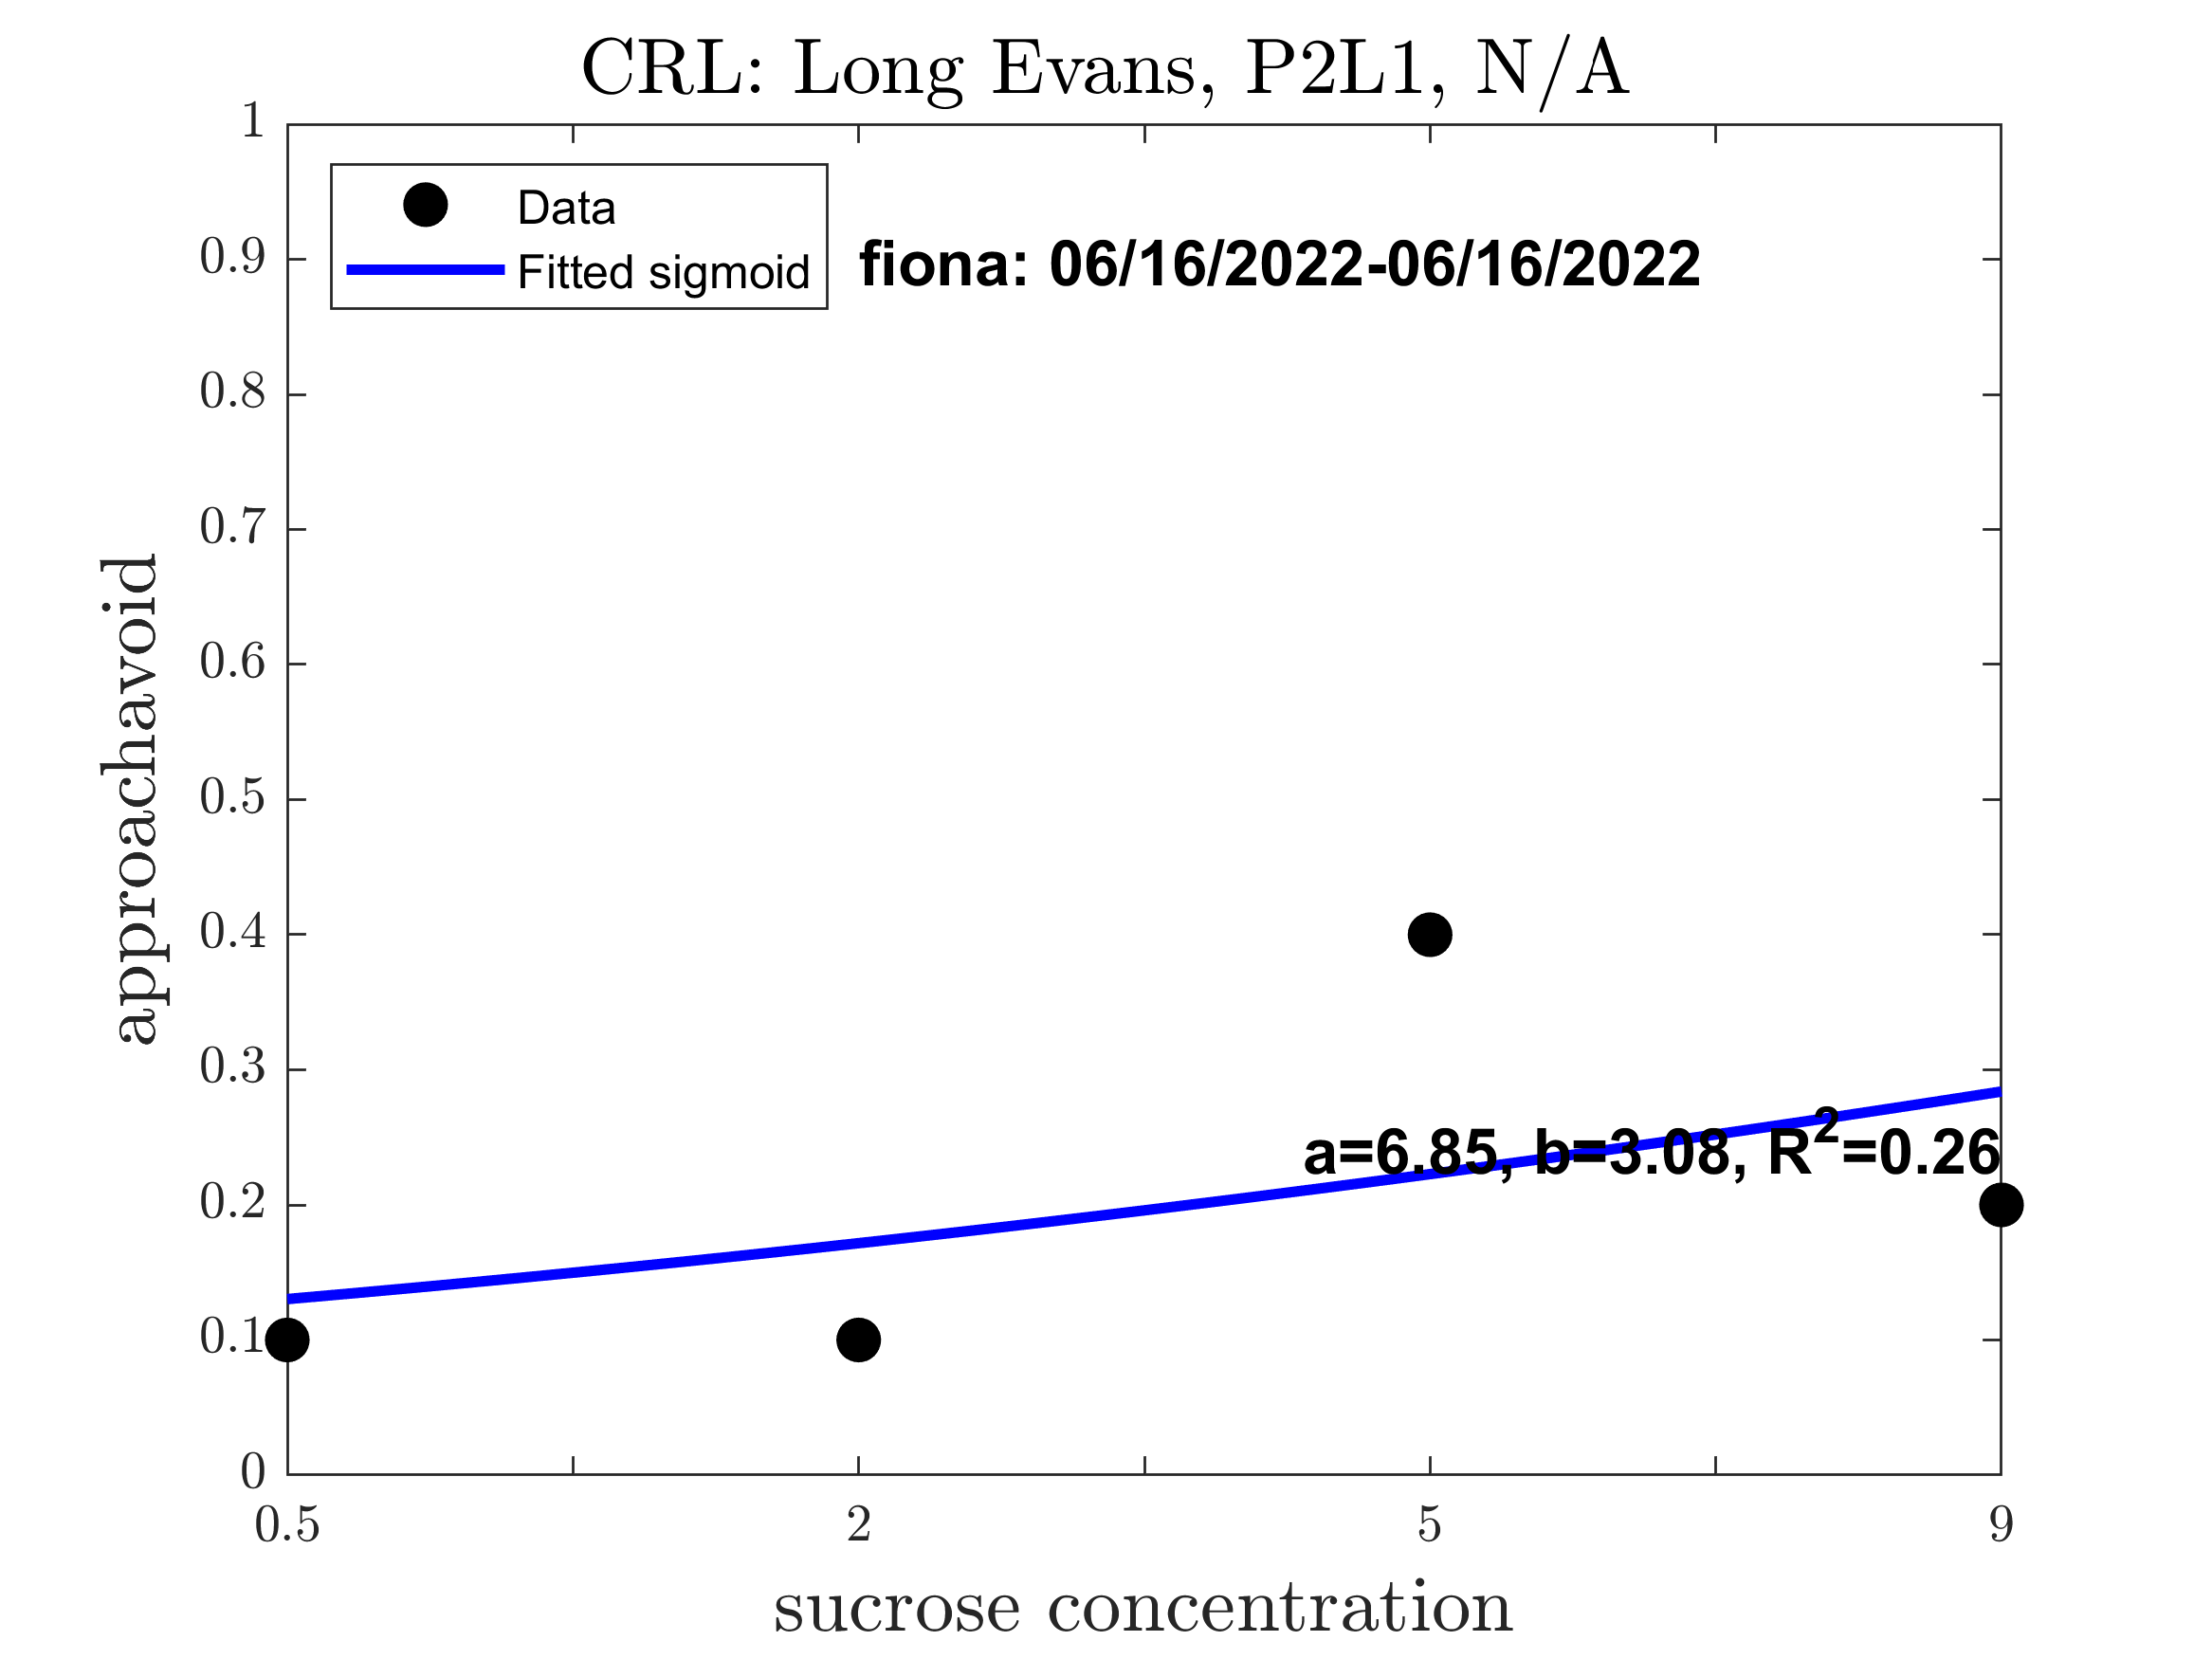 CRL: Long Evans, P2L1, N/A
1
0.9
0.8
0.7
0.6
0.5
0.4
0.3
0.2
0.1
0
Data
Fitted sigmoid
fiona: 06/16/2022-06/16/2022
approachavoid
a=6.85, b=3.08, R²=0.26
0.5 2 5 9
sucrose concentration